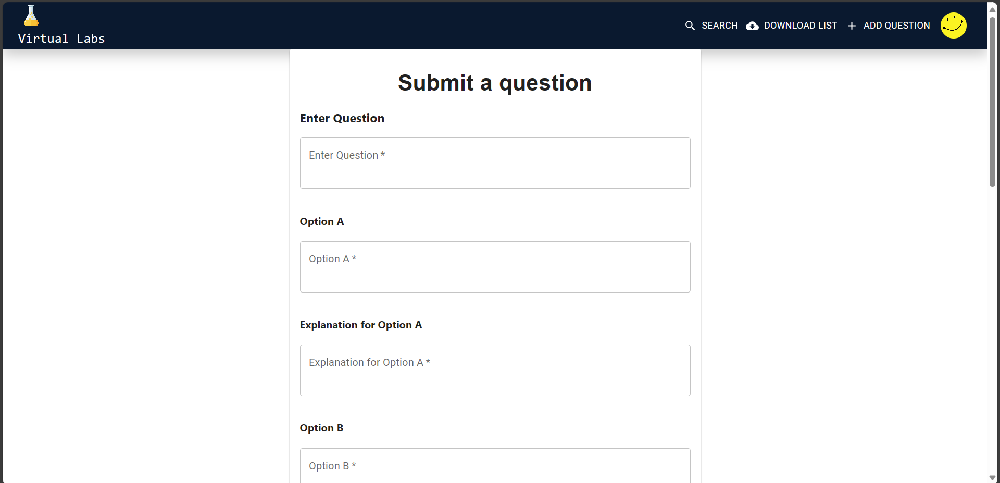 Virtual Labs
SEARCH
DOWNLOAD LIST
ADD QUESTION
Submit a question
Enter Question
Enter Question *
Option A
Option A *
Explanation for Option A
Explanation for Option A *
Option B
Option B *